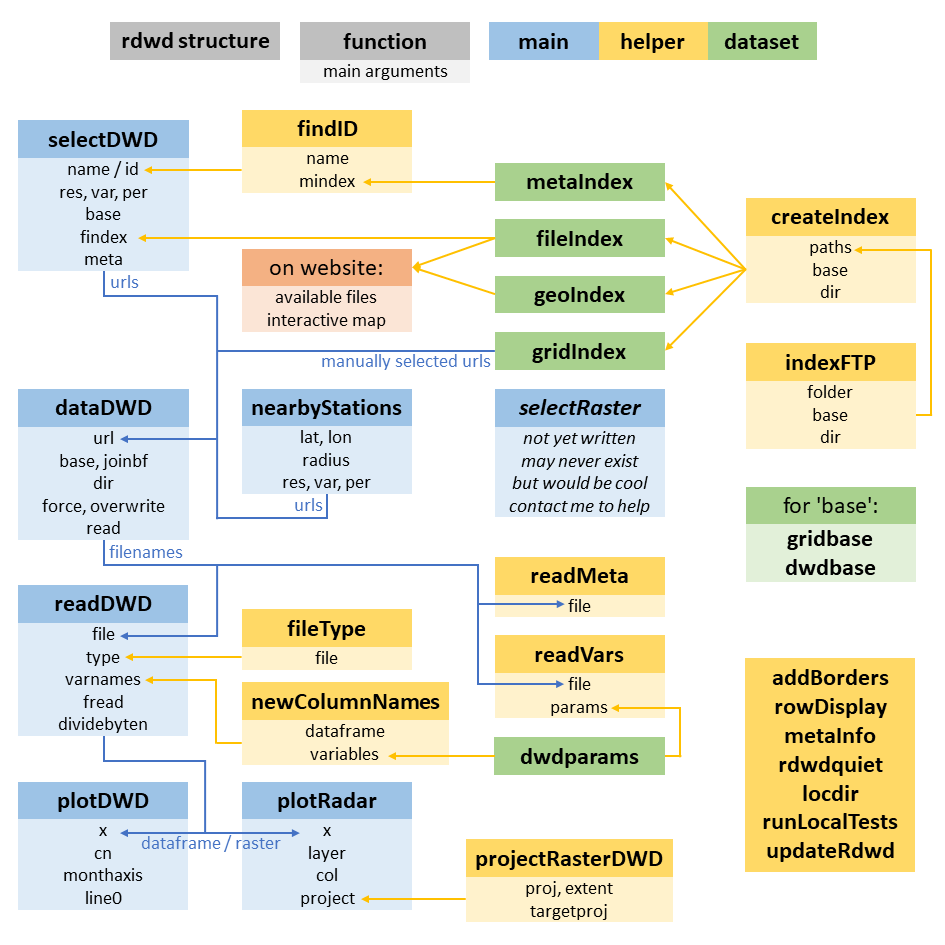 rdwd structure
function
main arguments
main
helper
dataset
selectDWD
name / id
res, var, per
base
findex
meta
urls
findID
name
mindex
metaIndex
fileIndex
geoIndex
gridIndex
manually selected urls
on website:
available files
interactive map
createIndex
paths
base
dir
indexFTP
folder
base
dir
dataDWD
url
base, joinbf
dir
force, overwrite
read
filenames
nearbyStations
lat, lon
radius
res, var, per
urls
selectRaster
not yet written
may never exist
but would be cool
contact me to help
for 'base':
gridbase
dwdbase
readDWD
file
type
varnames
fread
dividebyten
fileType
file
newColumnNames
dataframe
variables
readMeta
file
readVars
file
params
dwdparams
plotDWD
x
cn
monthaxis
line0
dataframe / raster
plotRadar
x
layer
col
project
projectRasterDWD
proj, extent
targetproj
addBorders
rowDisplay
metaInfo
rdwdquiet
locdir
runLocalTests
updateRdwd